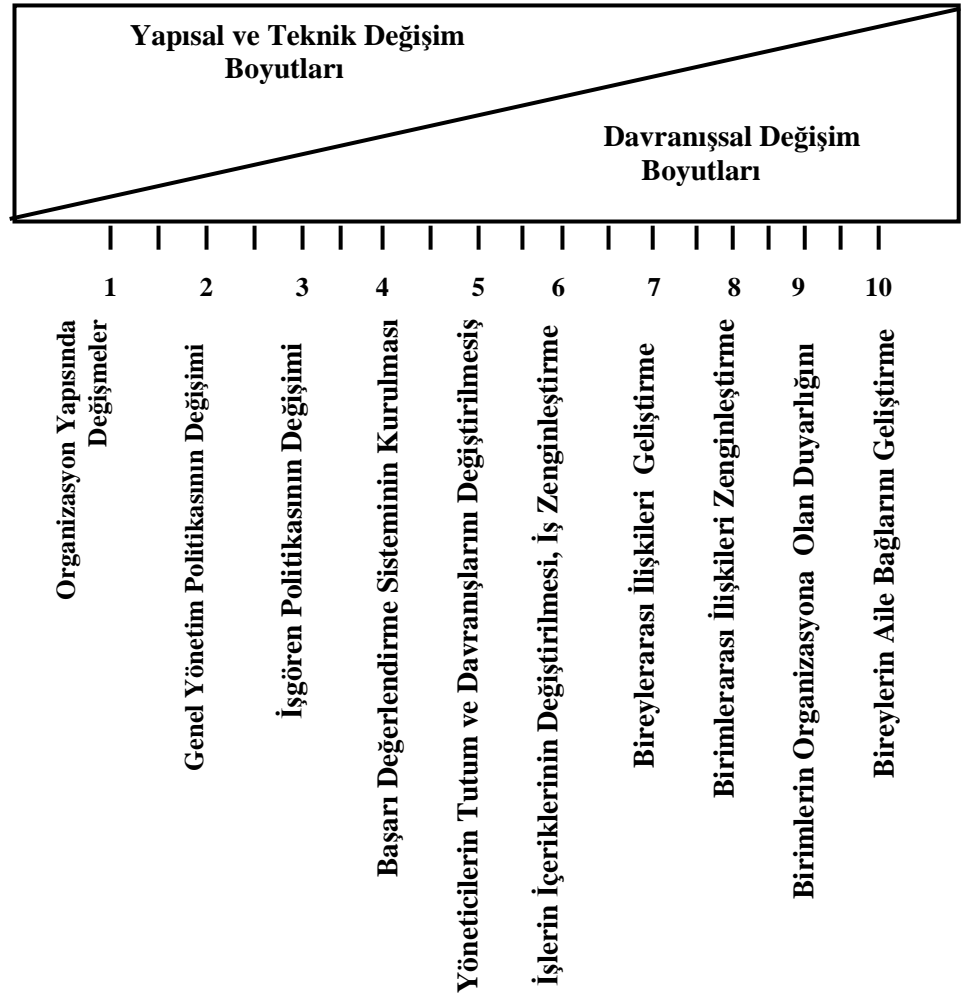 Yapısal ve Teknik Değişim
Boyutları
Davranışsal Değişim
Boyutları
1 2 3 4 5 6 7 8 9 10
Organizasyon Yapısında
Değişmeler
Genel Yönetim Politikasının Değişimi
İşgören Politikasının Değişimi
Başarı Değerlendirme Sisteminin Kurulması
Yöneticilerin Tutum ve Davranışlarını Değiştirilmesiş
İşlerin İçeriklerinin Değiştirilmesi, İş Zenginleştirme
Bireylerarası İlişkileri Geliştirme
Birimlerarası İlişkileri Zenginleştirme
Birimlerin Organizasyona Olan Duyarlığını
Bireylerin Aile Bağlarını Geliştirme